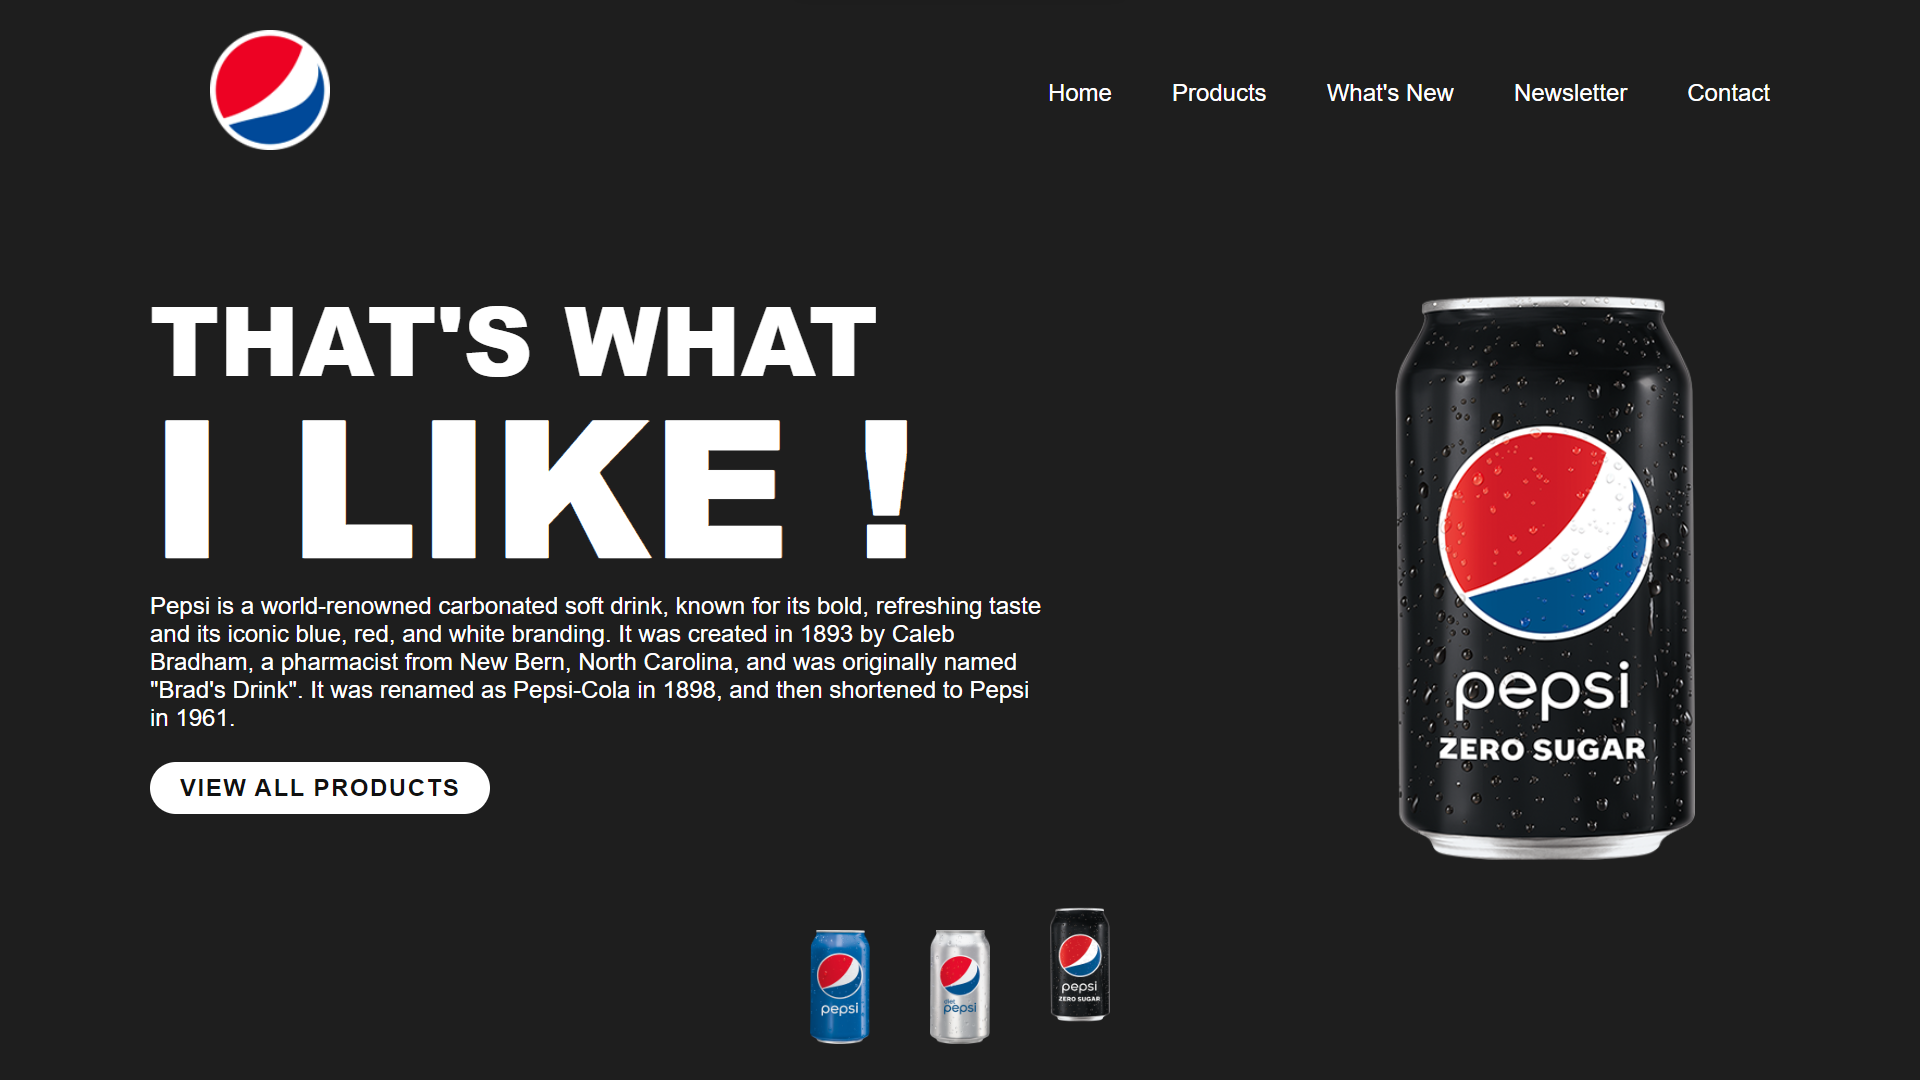 Home Products What's New Newsletter Contact
THAT'S WHAT
I LIKE !
Pepsi is a world-renowned carbonated soft drink, known for its bold, refreshing taste
and its iconic blue, red, and white branding. It was created in 1893 by Caleb
Bradham, a pharmacist from New Bern, North Carolina, and was originally named
"Brad's Drink". It was renamed as Pepsi-Cola in 1898, and then shortened to Pepsi
in 1961.
VIEW ALL PRODUCTS
pepsi
ZERO SUGAR
pepsi
diet
pepsi
pepsi
ZERO SUGAR